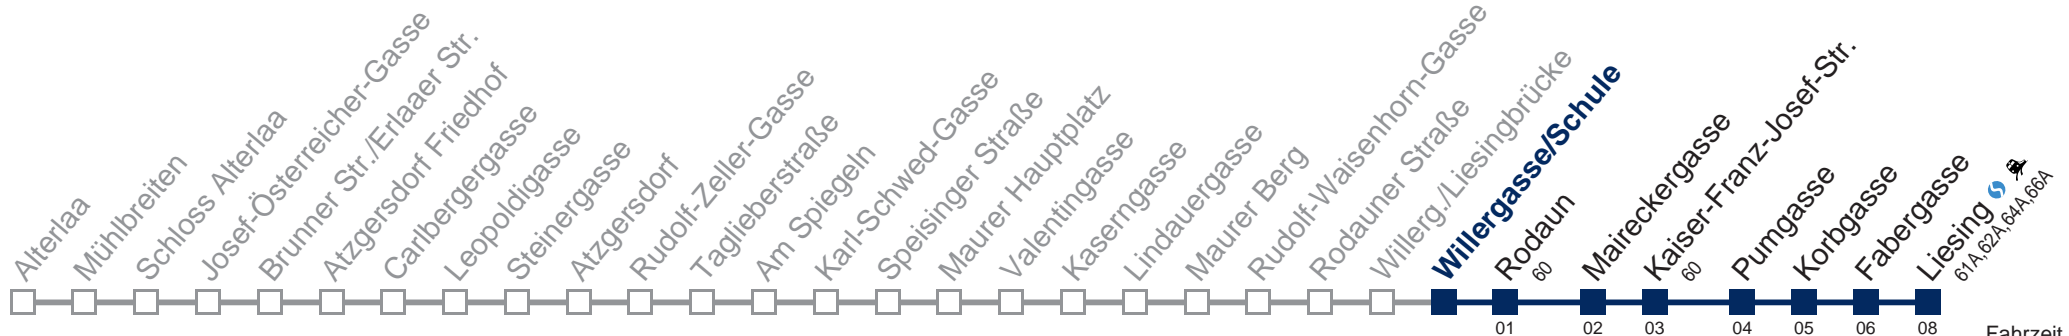 Alterlaa
Mühlbreiten
Schloss Alterlaa
Josef-Österreicher-Gasse
Brunner Str./Erlaaer Str.
Atzgersdorf Friedhof
Carlbergergasse
Leopoldigasse
Steinergasse
Atzgersdorf
Rudolf-Zeller-Gasse
Taglieberstraße
Am Spiegeln
Karl-Schwed-Gasse
Speisinger Straße
Maurer Hauptplatz
Valentingasse
Kaserngasse
Lindauergasse
Maurer Berg
Rudolf-Waisenhorn-Gasse
Rodauner Straße
Willerg./Liesingbrücke
Willergasse/Schule
Rodaun
60
Maireckergasse
Kaiser-Franz-Josef-Str.
60
Pumgasse
Korbgasse
Fabergasse
Liesing
61A,62A,64A,66A
01 02 03 04 05 06 08
Fahrzeit